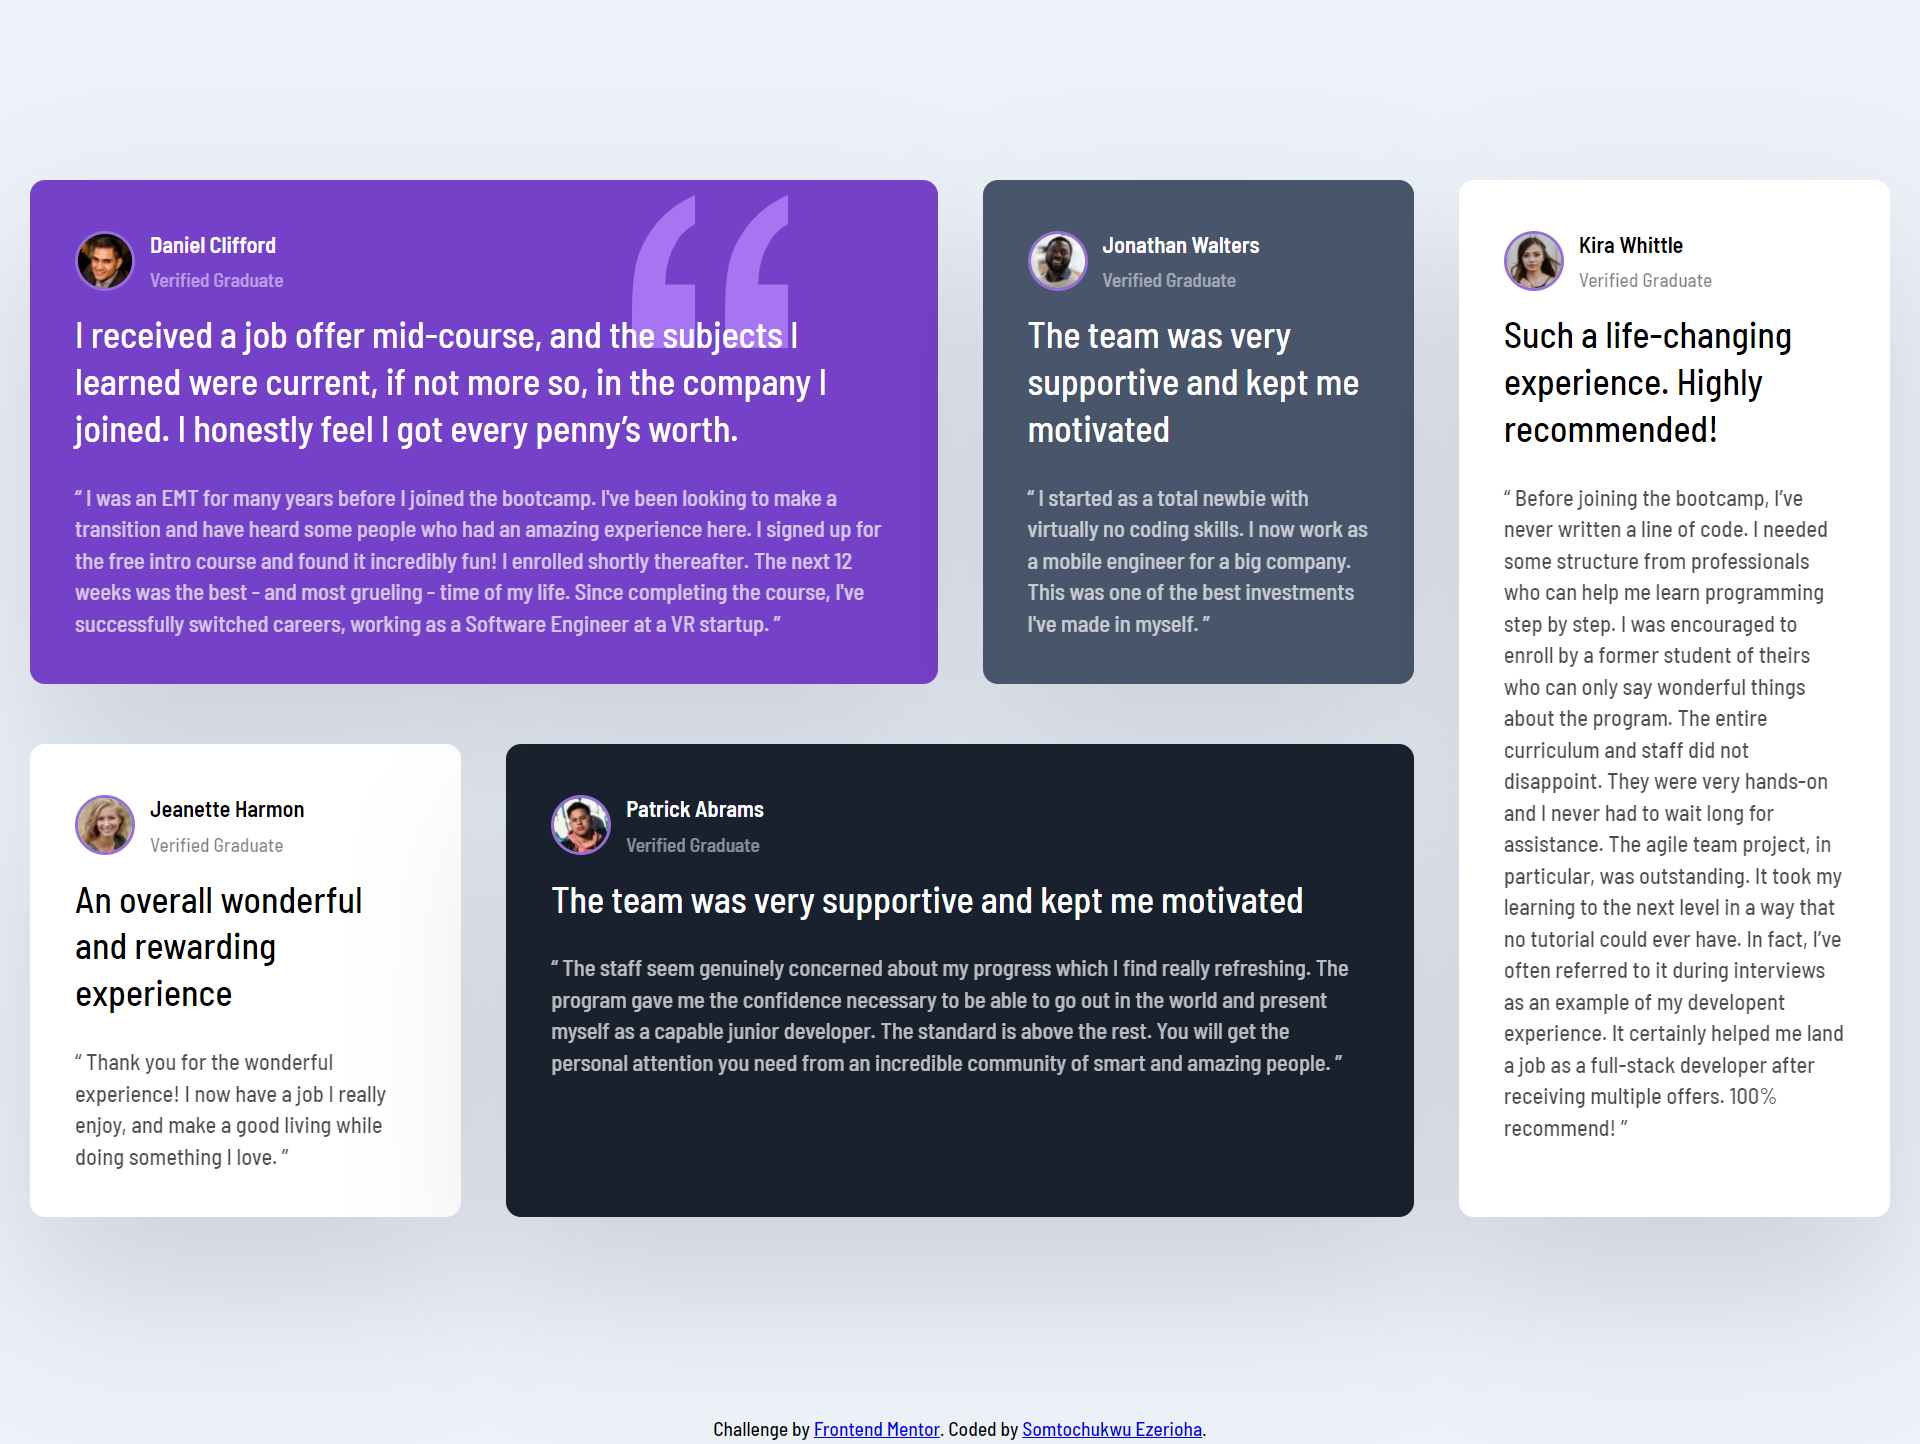 Daniel Clifford
Verified Graduate
I received a job offer mid-course, and the subjects I
learned were current, if not more so, in the company I
joined. I honestly feel I got every penny’s worth.
“ I was an EMT for many years before I joined the bootcamp. I've been looking to make a
transition and have heard some people who had an amazing experience here. I signed up for
the free intro course and found it incredibly fun! I enrolled shortly thereafter. The next 12
weeks was the best - and most grueling - time of my life. Since completing the course, I've
successfully switched careers, working as a Software Engineer at a VR startup. ”
Jonathan Walters
Verified Graduate
The team was very
supportive and kept me
motivated
“ I started as a total newbie with
virtually no coding skills. I now work as
a mobile engineer for a big company.
This was one of the best investments
I've made in myself. ”
Kira Whittle
Verified Graduate
Such a life-changing
experience. Highly
recommended!
“ Before joining the bootcamp, I’ve
never written a line of code. I needed
some structure from professionals
who can help me learn programming
step by step. I was encouraged to
enroll by a former student of theirs
who can only say wonderful things
about the program. The entire
curriculum and staff did not
disappoint. They were very hands-on
and I never had to wait long for
assistance. The agile team project, in
particular, was outstanding. It took my
learning to the next level in a way that
no tutorial could ever have. In fact, I’ve
often referred to it during interviews
as an example of my developent
experience. It certainly helped me land
a job as a full-stack developer after
receiving multiple offers. 100%
recommend! ”
Jeanette Harmon
Verified Graduate
An overall wonderful
and rewarding
experience
“ Thank you for the wonderful
experience! I now have a job I really
enjoy, and make a good living while
doing something I love. ”
Patrick Abrams
Verified Graduate
The team was very supportive and kept me motivated
“ The staff seem genuinely concerned about my progress which I find really refreshing. The
program gave me the confidence necessary to be able to go out in the world and present
myself as a capable junior developer. The standard is above the rest. You will get the
personal attention you need from an incredible community of smart and amazing people. ”
Challenge by Frontend Mentor. Coded by Somtochukwu Ezerioha.